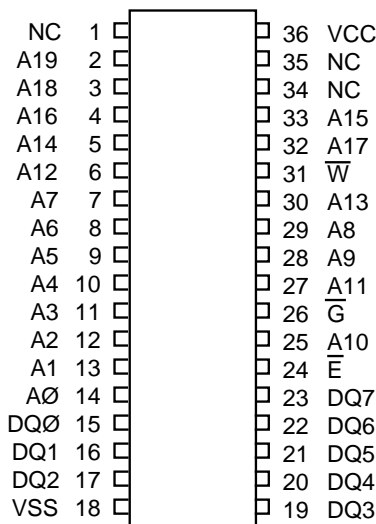 NC 1 36 VCC
A19 2 35 NC
A18 3 34 NC
A16 4 33 A15
A14 5 32 A17
A12 6 31 W̅
A7 7 30 A13
A6 8 29 A8
A5 9 28 A9
A4 10 27 A11
A3 11 26 G̅
A2 12 25 A10
A1 13 24 E̅
AØ 14 23 DQ7
DQØ 15 22 DQ6
DQ1 16 21 DQ5
DQ2 17 20 DQ4
VSS 18 19 DQ3